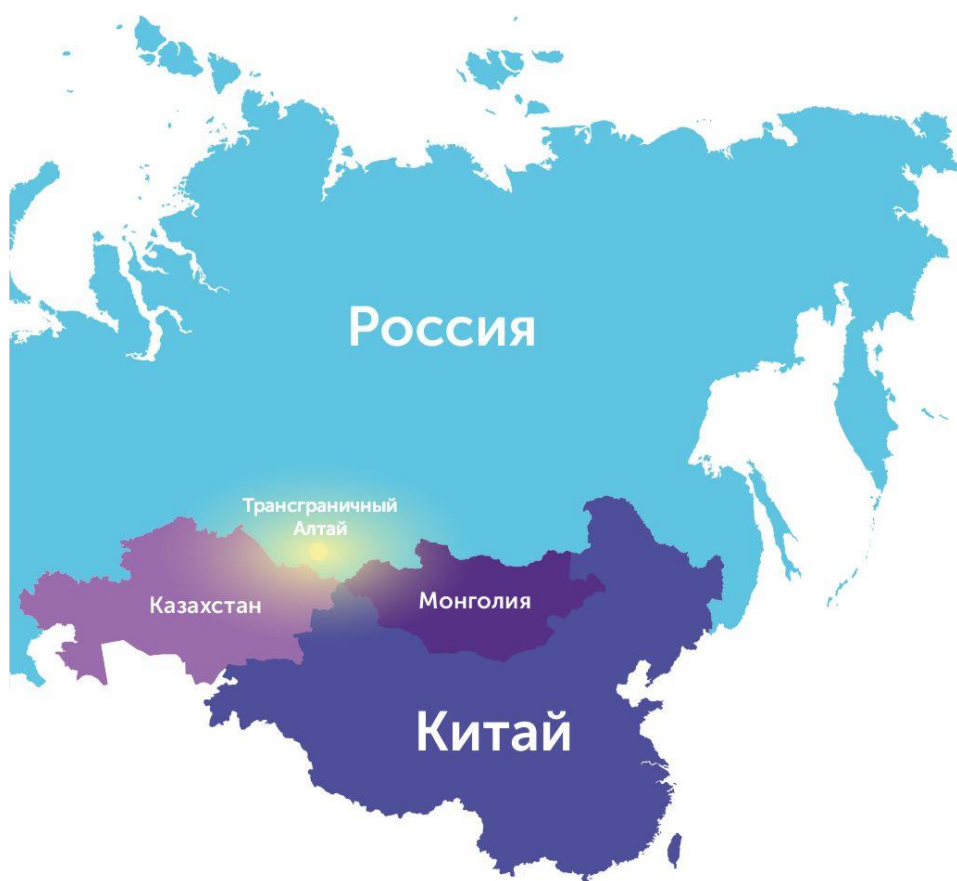 Россия
Трансграничный
Алтай
Казахстан
Монголия
Китай